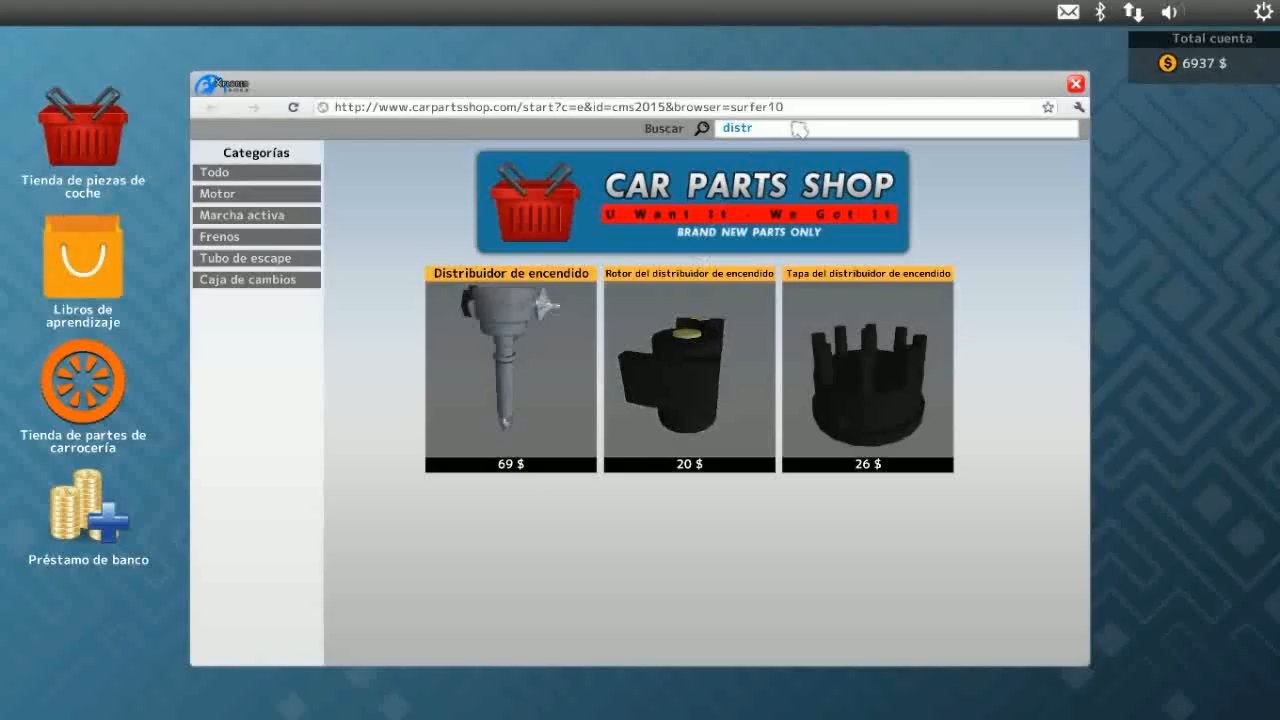 Total cuenta
6937 $
http://www.carpartsshop.com/start?c=e&id=cms2015&browser=surfer10
Buscar
distr
Tienda de piezas de
coche
Libros de
aprendizaje
Tienda de partes de
carrocería
Préstamo de banco
Categorías
Todo
Motor
Marcha activa
Frenos
Tubo de escape
Caja de cambios
CAR PARTS SHOP
U Want It - We Got It
BRAND NEW PARTS ONLY
Distribuidor de encendido
69 $
Rotor del distribuidor de encendido
20 $
Tapa del distribuidor de encendido
26 $